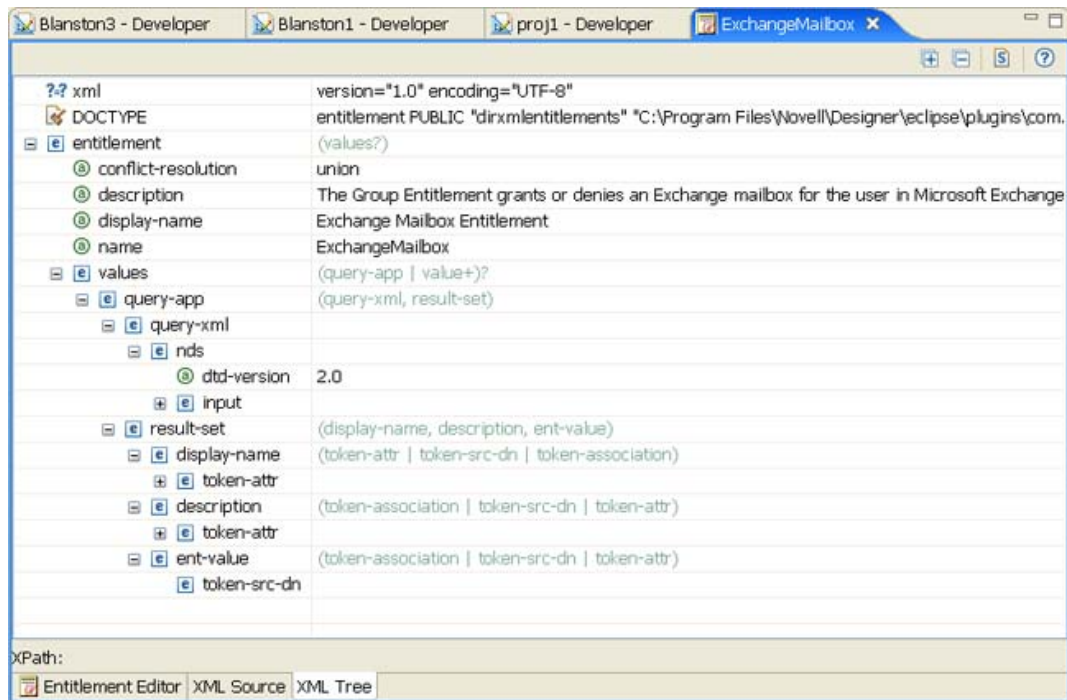 Blanston3 - Developer Blanston1 - Developer proj1 - Developer ExchangeMailbox
?=? xml version="1.0" encoding="UTF-8"
DOCTYPE entitlement PUBLIC "dirxmlentitlements" "C:\Program Files\Novell\Designer\eclipse\plugins\com.
entitlement (values?)
conflict-resolution union
description The Group Entitlement grants or denies an Exchange mailbox for the user in Microsoft Exchange
display-name Exchange Mailbox Entitlement
name ExchangeMailbox
values (query-app | value+)?
query-app (query-xml, result-set)
query-xml
nds
dtd-version 2.0
input
result-set (display-name, description, ent-value)
display-name (token-attr | token-src-dn | token-association)
token-attr
description (token-association | token-src-dn | token-attr)
token-attr
ent-value (token-association | token-src-dn | token-attr)
token-src-dn
XPath:
Entitlement Editor XML Source XML Tree